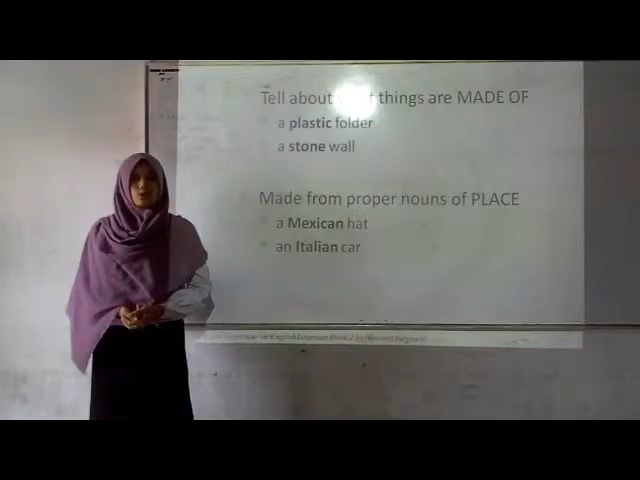 Tell about things are MADE OF
a plastic folder
a stone wall
Made from proper nouns of PLACE
a Mexican hat
an Italian car